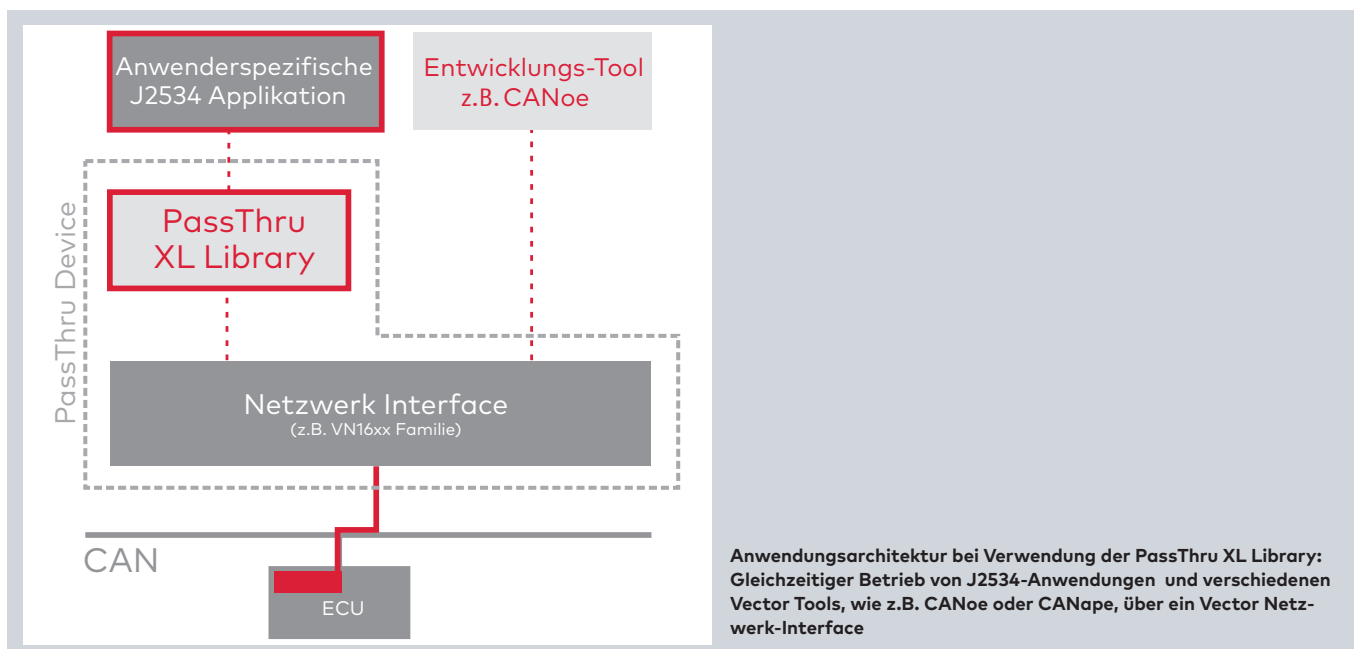 Anwenderspezifische
J2534 Applikation
Entwicklungs-Tool
z.B. CANoe
PassThru Device
PassThru
XL Library
Netzwerk Interface
(z.B. VN16xx Familie)
CAN
ECU
Anwendungsarchitektur bei Verwendung der PassThru XL Library:
Gleichzeitiger Betrieb von J2534-Anwendungen und verschiedenen
Vector Tools, wie z.B. CANoe oder CANape, über ein Vector Netz-
werk-Interface